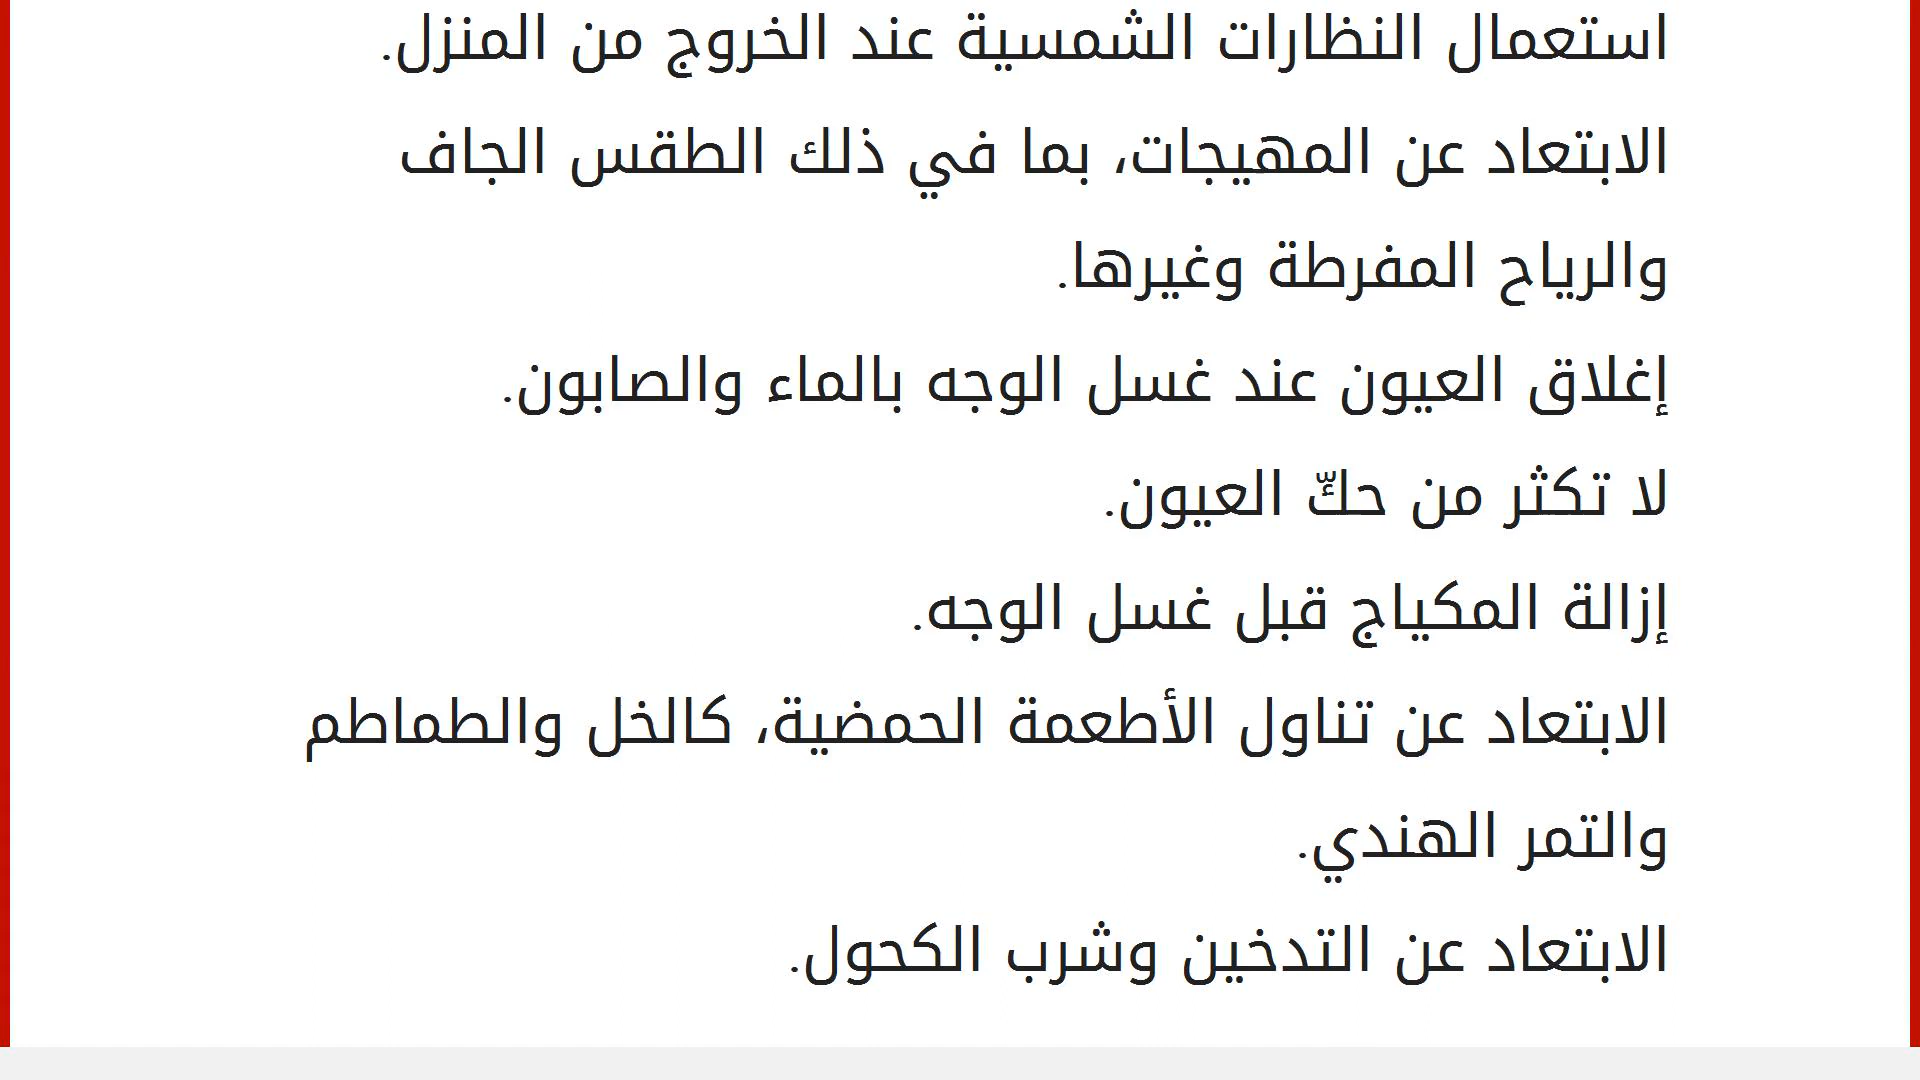 استعمال النظارات الشمسية عند الخروج من المنزل.
الابتعاد عن المهيجات، بما في ذلك الطقس الجاف
والرياح المفرطة وغيرها.
إغلاق العيون عند غسل الوجه بالماء والصابون.
لا تكثر من حكّ العيون.
إزالة المكياج قبل غسل الوجه.
الابتعاد عن تناول الأطعمة الحمضية، كالخل والطماطم
والتمر الهندي.
الابتعاد عن التدخين وشرب الكحول.